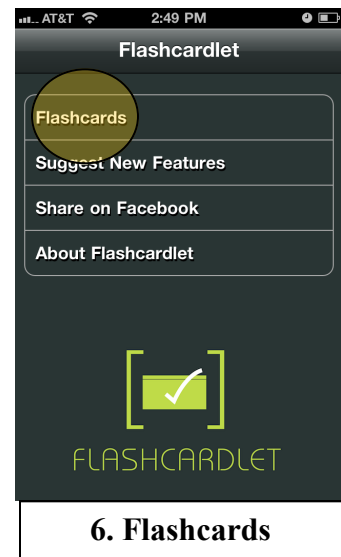 AT&T 2:49 PM
Flashcardlet
Flashcards
Suggest New Features
Share on Facebook
About Flashcardlet
FLASHCARDLET
6. Flashcards